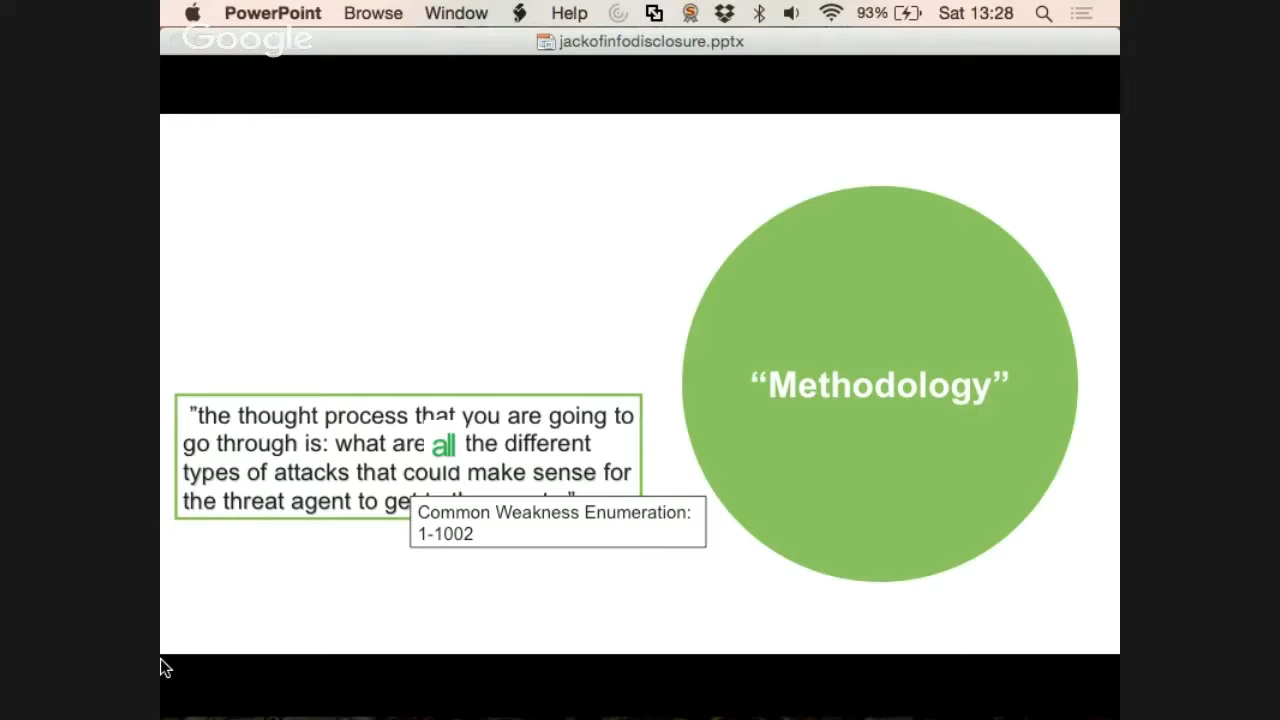 PowerPoint Browse Window Help 93% Sat 13:28
Google
jackofinfodisclosure.pptx
“Methodology”
”the thought process that you are going to
go through is: what are all the different
types of attacks that could make sense for
the threat agent to get
Common Weakness Enumeration:
1-1002